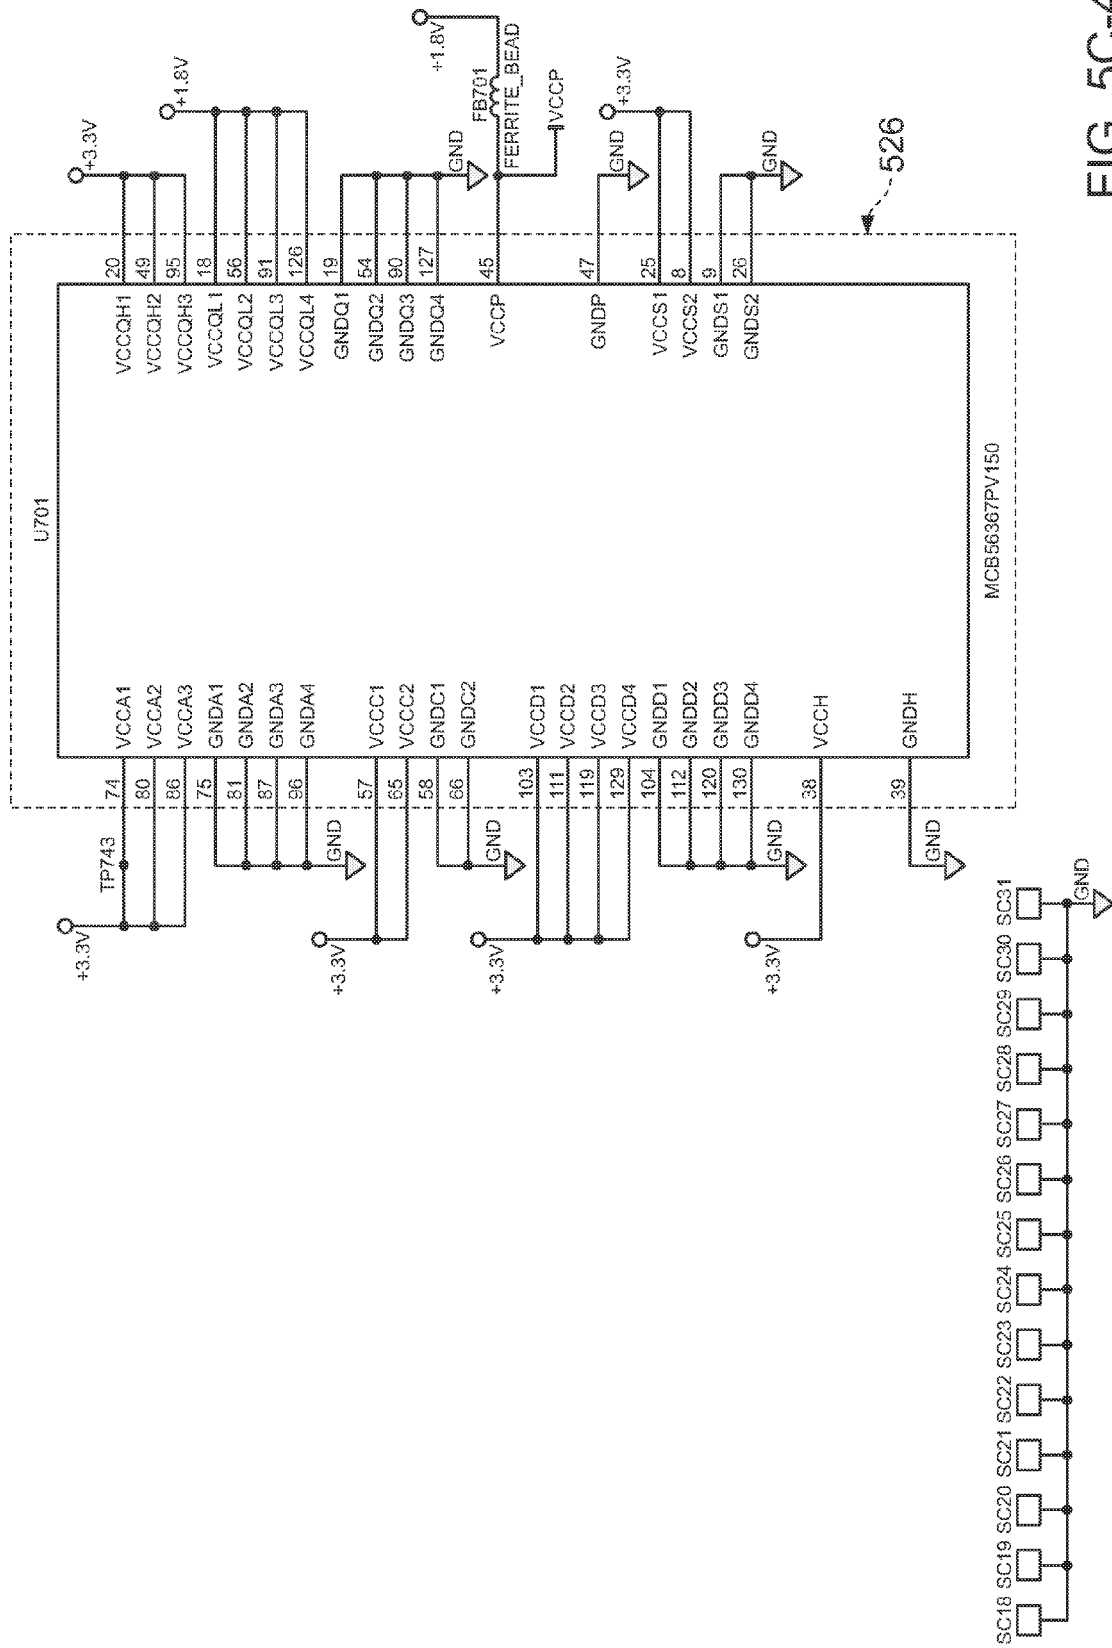 U701
+3.3V
TP743
74 VCCA1
80 VCCA2
86 VCCA3
75 GNDA1
81 GNDA2
87 GNDA3
96 GNDA4
GND
+3.3V
57 VCCC1
65 VCCC2
58 GNDC1
66 GNDC2
GND
+3.3V
103 VCCD1
111 VCCD2
119 VCCD3
129 VCCD4
104 GNDD1
112 GNDD2
120 GNDD3
130 GNDD4
GND
+3.3V
38 VCCH
39 GNDH
GND
+3.3V
VCCQH1 20
VCCQH2 49
VCCQH3 95
+1.8V
VCCQL1 18
VCCQL2 56
VCCQL3 91
VCCQL4 126
GNDQ1 19
GNDQ2 54
GNDQ3 90
GNDQ4 127
GND
+1.8V
FB701
FERRITE_BEAD
VCCP 45
VCCP
GNDP 47
GND
+3.3V
VCCS1 25
VCCS2 8
GNDS1 9
GNDS2 26
GND
526
MCB56367PV150
SC18 SC19 SC20 SC21 SC22 SC23 SC24 SC25 SC26 SC27 SC28 SC29 SC30 SC31
GND
FIG. 5C-4